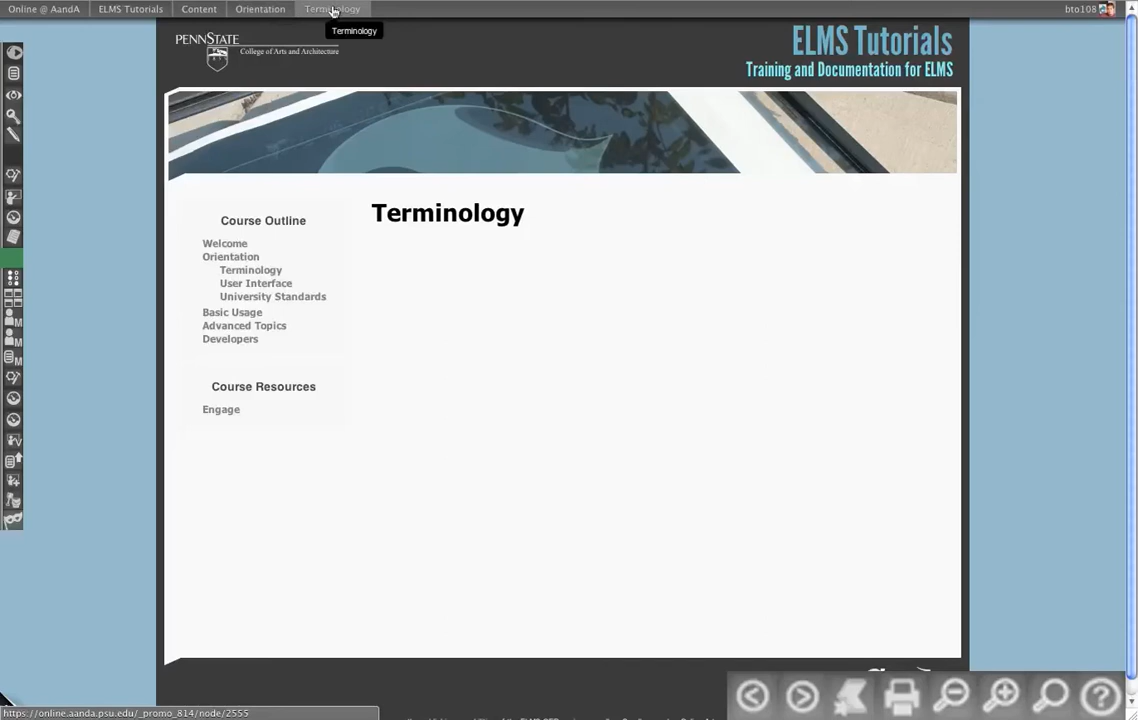 Online @ AandA ELMS Tutorials Content Orientation Terminology bto108
Terminology
PENNSTATE
College of Arts and Architecture
ELMS Tutorials
Training and Documentation for ELMS
Terminology
Course Outline
Welcome
Orientation
Terminology
User Interface
University Standards
Basic Usage
Advanced Topics
Developers
Course Resources
Engage
https://online.aanda.psu.edu/_promo_814/node/2555